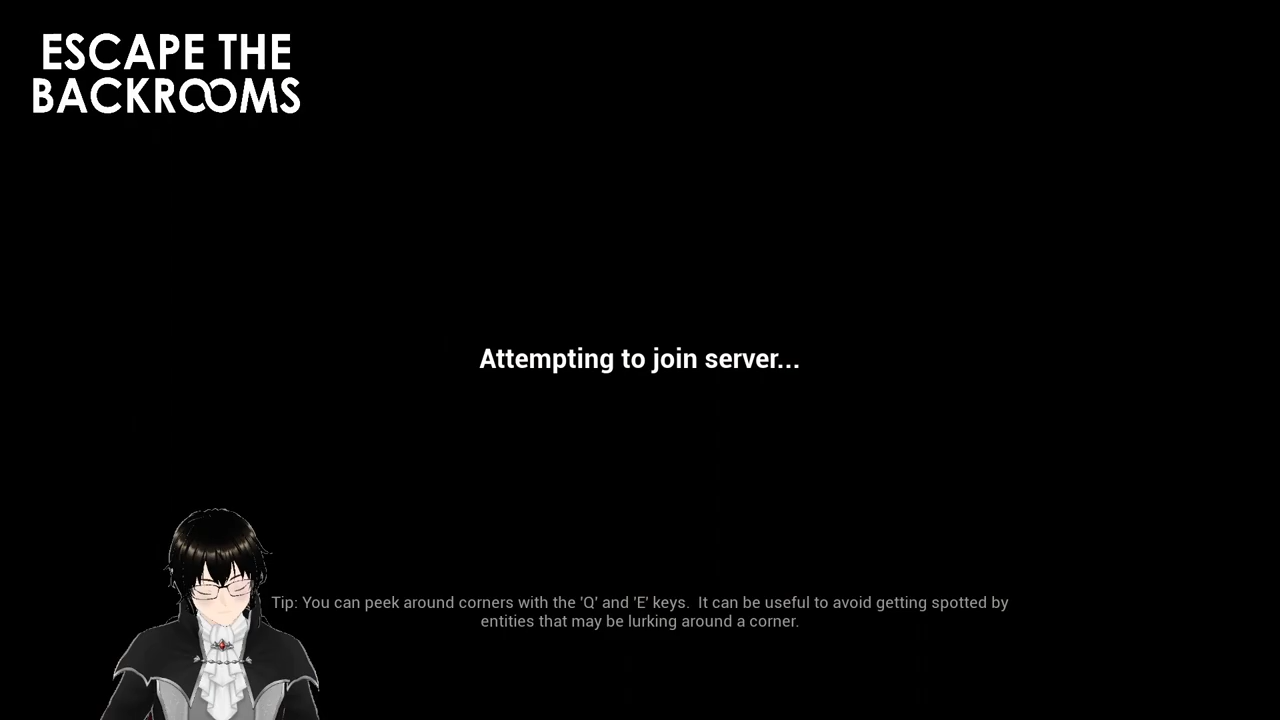 ESCAPE THE
BACKROOMS
Attempting to join server...
Tip: You can peek around corners with the 'Q' and 'E' keys.  It can be useful to avoid getting spotted by
entities that may be lurking around a corner.